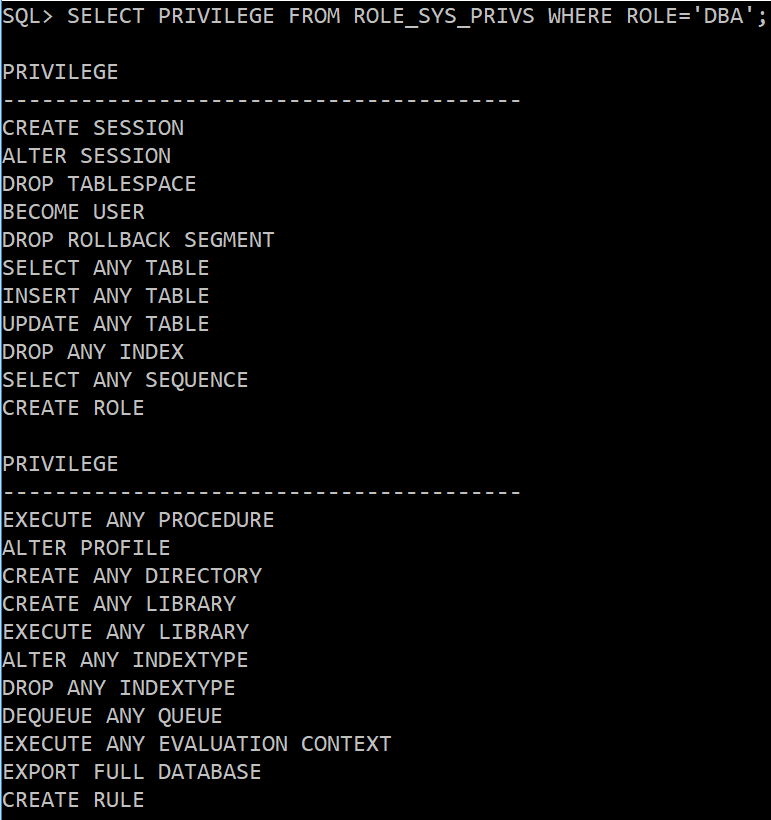 SQL> SELECT PRIVILEGE FROM ROLE_SYS_PRIVS WHERE ROLE='DBA';
PRIVILEGE
----------------------------------------
CREATE SESSION
ALTER SESSION
DROP TABLESPACE
BECOME USER
DROP ROLLBACK SEGMENT
SELECT ANY TABLE
INSERT ANY TABLE
UPDATE ANY TABLE
DROP ANY INDEX
SELECT ANY SEQUENCE
CREATE ROLE
PRIVILEGE
----------------------------------------
EXECUTE ANY PROCEDURE
ALTER PROFILE
CREATE ANY DIRECTORY
CREATE ANY LIBRARY
EXECUTE ANY LIBRARY
ALTER ANY INDEXTYPE
DROP ANY INDEXTYPE
DEQUEUE ANY QUEUE
EXECUTE ANY EVALUATION CONTEXT
EXPORT FULL DATABASE
CREATE RULE